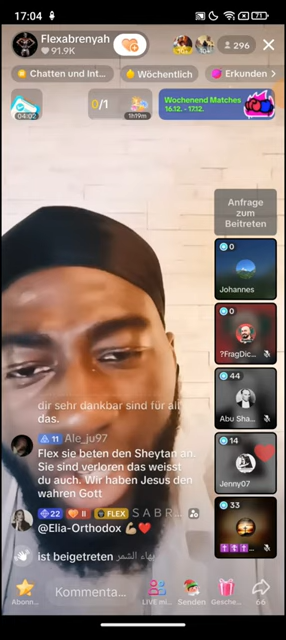 17:04
71
Flexabrenyah
91.9K
296
Chatten und Int...
Wöchentlich
Erkunden
04:02
0/1
1h19m
Wochenend Matches
16.12. - 17.12.
Anfrage
zum
Beitreten
0
Johannes
0
?FragDic...
44
Abu Sha...
14
Jenny07
33
dir sehr dankbar sind für all
das.
11 Ale_ju97
Flex sie beten den Sheytan an.
Sie sind verloren das weisst
du auch. Wir haben Jesus den
wahren Gott
22 II FLEX S A B R...
@Elia-Orthodox 💪🏼❤️
ist beigetreten بهاء الشمر
Abonn...
Kommenta...
LIVE mi...
Senden
Gesche...
66